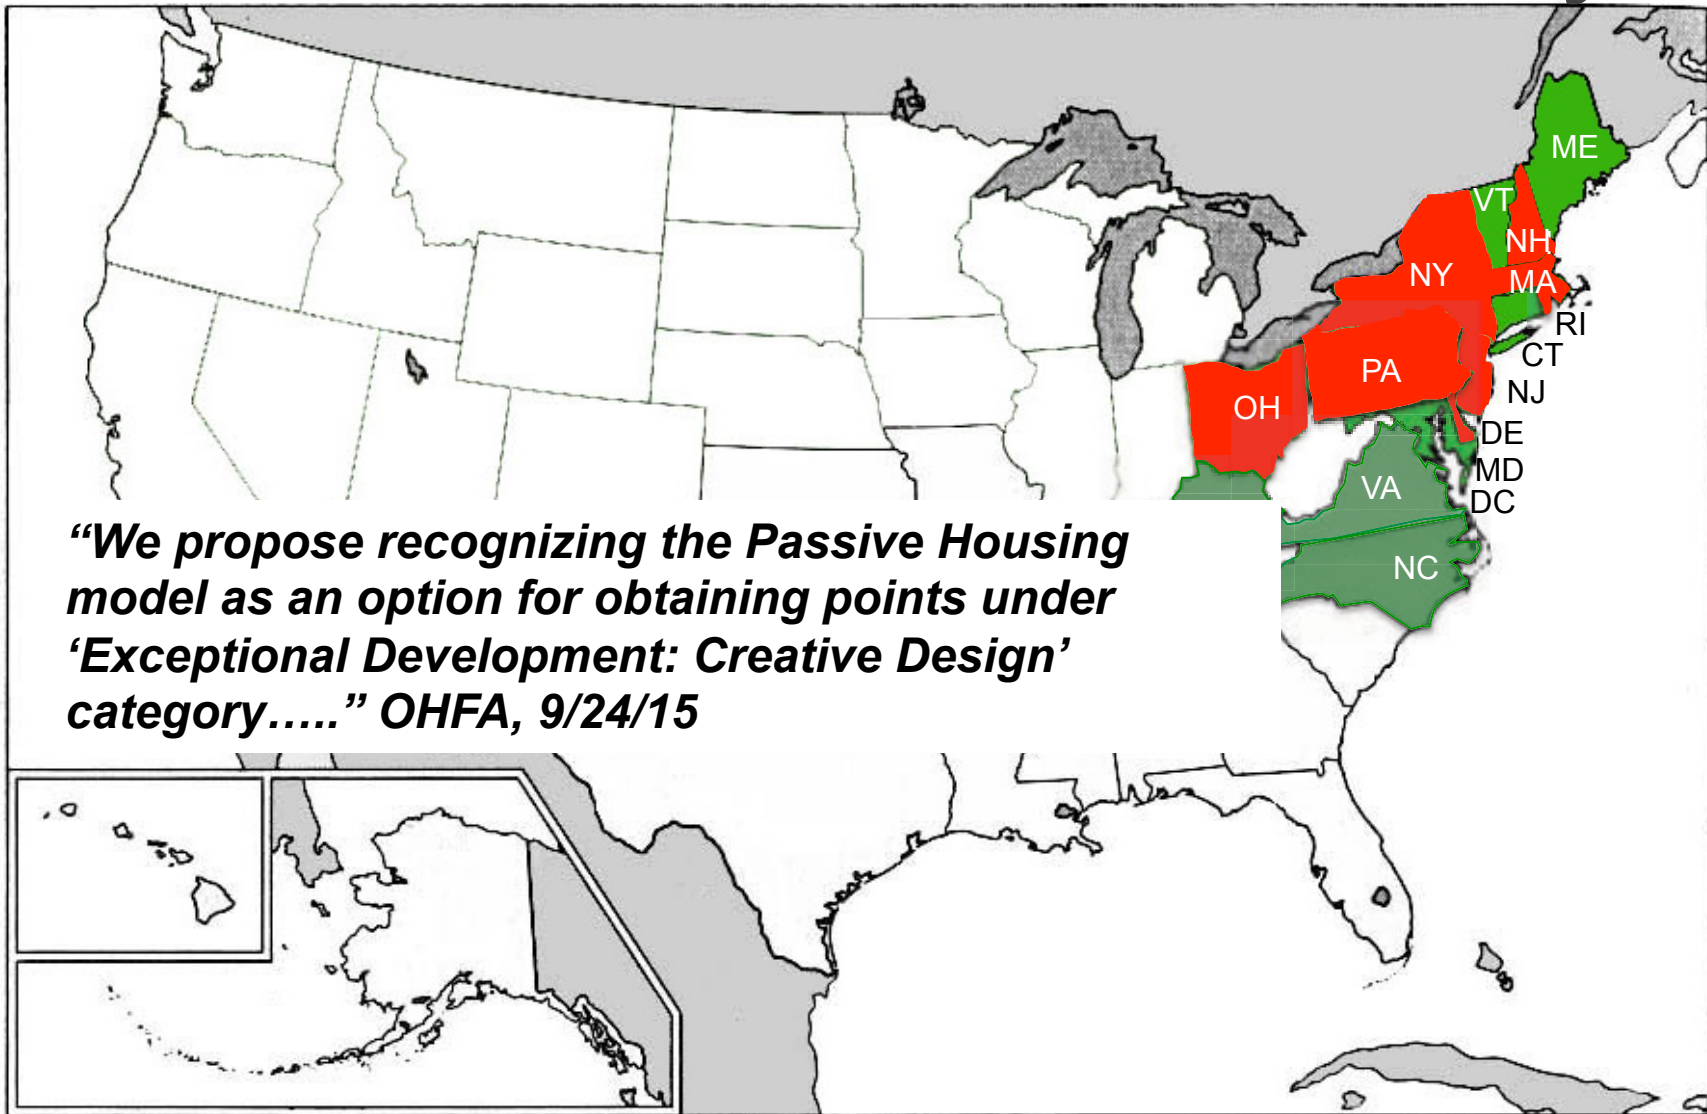 ME
VT
NH
NY
MA
RI
CT
PA
NJ
OH
DE
MD
VA
DC
NC
“We propose recognizing the Passive Housing
model as an option for obtaining points under
‘Exceptional Development: Creative Design’
category…..” OHFA, 9/24/15